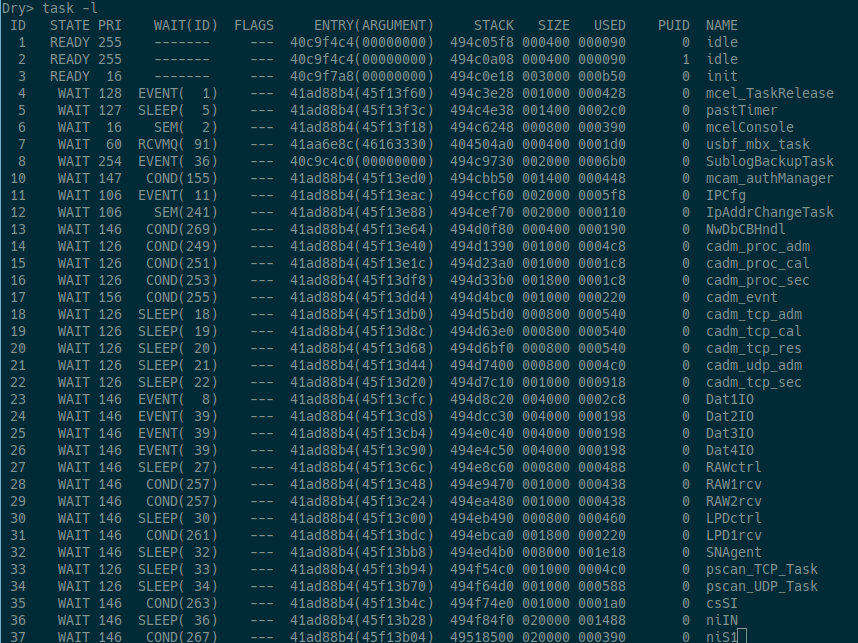 Dry> task -l
ID STATE PRI WAIT(ID) FLAGS ENTRY(ARGUMENT) STACK SIZE USED PUID NAME
1 READY 255 ------- --- 40c9f4c4(00000000) 494c05f8 000400 000090 0 idle
2 READY 255 ------- --- 40c9f4c4(00000000) 494c0a08 000400 000090 1 idle
3 READY 16 ------- --- 40c9f7a8(00000000) 494c0e18 003000 000b50 0 init
4 WAIT 128 EVENT( 1) --- 41ad88b4(45f13f60) 494c3e28 001000 000428 0 mcel_TaskRelease
5 WAIT 127 SLEEP( 5) --- 41ad88b4(45f13f3c) 494c4e38 001400 0002c0 0 pastTimer
6 WAIT 16 SEM( 2) --- 41ad88b4(45f13f18) 494c6248 000800 000390 0 mcelConsole
7 WAIT 60 RCVMQ( 91) --- 41aa6e8c(46163330) 404504a0 000400 0001d0 0 usbf_mbx_task
8 WAIT 254 EVENT( 36) --- 40c9c4c0(00000000) 494c9730 002000 0006b0 0 SublogBackupTask
10 WAIT 147 COND(155) --- 41ad88b4(45f13ed0) 494cbb50 001400 000448 0 mcam_authManager
11 WAIT 106 EVENT( 11) --- 41ad88b4(45f13eac) 494ccf60 002000 0005f8 0 IPCfg
12 WAIT 106 SEM(241) --- 41ad88b4(45f13e88) 494cef70 002000 000110 0 IpAddrChangeTask
13 WAIT 146 COND(269) --- 41ad88b4(45f13e64) 494d0f80 000400 000190 0 NwDbCBHndl
14 WAIT 126 COND(249) --- 41ad88b4(45f13e40) 494d1390 001000 0004c8 0 cadm_proc_adm
15 WAIT 126 COND(251) --- 41ad88b4(45f13e1c) 494d23a0 001000 0001c8 0 cadm_proc_cal
16 WAIT 126 COND(253) --- 41ad88b4(45f13df8) 494d33b0 001800 0001c8 0 cadm_proc_sec
17 WAIT 156 COND(255) --- 41ad88b4(45f13dd4) 494d4bc0 001000 000220 0 cadm_evnt
18 WAIT 126 SLEEP( 18) --- 41ad88b4(45f13db0) 494d5bd0 000800 000540 0 cadm_tcp_adm
19 WAIT 126 SLEEP( 19) --- 41ad88b4(45f13d8c) 494d63e0 000800 000540 0 cadm_tcp_cal
20 WAIT 126 SLEEP( 20) --- 41ad88b4(45f13d68) 494d6bf0 000800 000540 0 cadm_tcp_res
21 WAIT 126 SLEEP( 21) --- 41ad88b4(45f13d44) 494d7400 000800 0004c0 0 cadm_udp_adm
22 WAIT 126 SLEEP( 22) --- 41ad88b4(45f13d20) 494d7c10 001000 000918 0 cadm_tcp_sec
23 WAIT 146 EVENT( 8) --- 41ad88b4(45f13cfc) 494d8c20 004000 0002c8 0 Dat1IO
24 WAIT 146 EVENT( 39) --- 41ad88b4(45f13cd8) 494dcc30 004000 000198 0 Dat2IO
25 WAIT 146 EVENT( 39) --- 41ad88b4(45f13cb4) 494e0c40 004000 000198 0 Dat3IO
26 WAIT 146 EVENT( 39) --- 41ad88b4(45f13c90) 494e4c50 004000 000198 0 Dat4IO
27 WAIT 146 SLEEP( 27) --- 41ad88b4(45f13c6c) 494e8c60 000800 000488 0 RAWctrl
28 WAIT 146 COND(257) --- 41ad88b4(45f13c48) 494e9470 001000 000438 0 RAW1rcv
29 WAIT 146 COND(257) --- 41ad88b4(45f13c24) 494ea480 001000 000438 0 RAW2rcv
30 WAIT 146 SLEEP( 30) --- 41ad88b4(45f13c00) 494eb490 000800 000460 0 LPDctrl
31 WAIT 146 COND(261) --- 41ad88b4(45f13bdc) 494ebca0 001800 000220 0 LPD1rcv
32 WAIT 146 SLEEP( 32) --- 41ad88b4(45f13bb8) 494ed4b0 008000 001e18 0 SNAgent
33 WAIT 126 SLEEP( 33) --- 41ad88b4(45f13b94) 494f54c0 001000 0004c0 0 pscan_TCP_Task
34 WAIT 126 SLEEP( 34) --- 41ad88b4(45f13b70) 494f64d0 001000 000588 0 pscan_UDP_Task
35 WAIT 146 COND(263) --- 41ad88b4(45f13b4c) 494f74e0 001000 0001a0 0 csSI
36 WAIT 146 SLEEP( 36) --- 41ad88b4(45f13b28) 494f84f0 020000 001488 0 niIN
37 WAIT 146 COND(267) --- 41ad88b4(45f13b04) 49518500 020000 000390 0 niS1